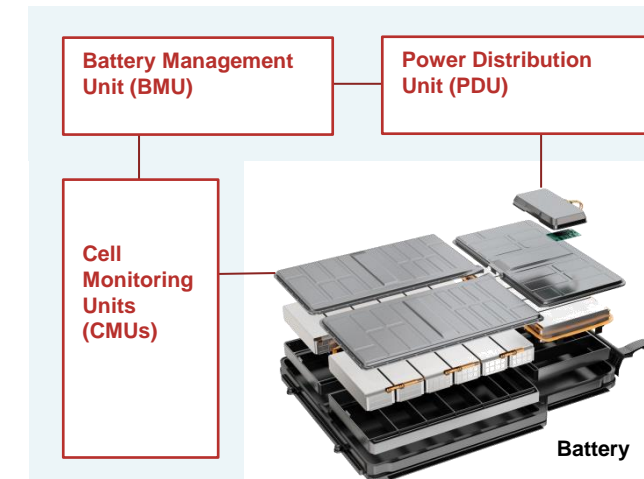 Battery Management
Unit (BMU)
Power Distribution
Unit (PDU)
Cell
Monitoring
Units
(CMUs)
Battery